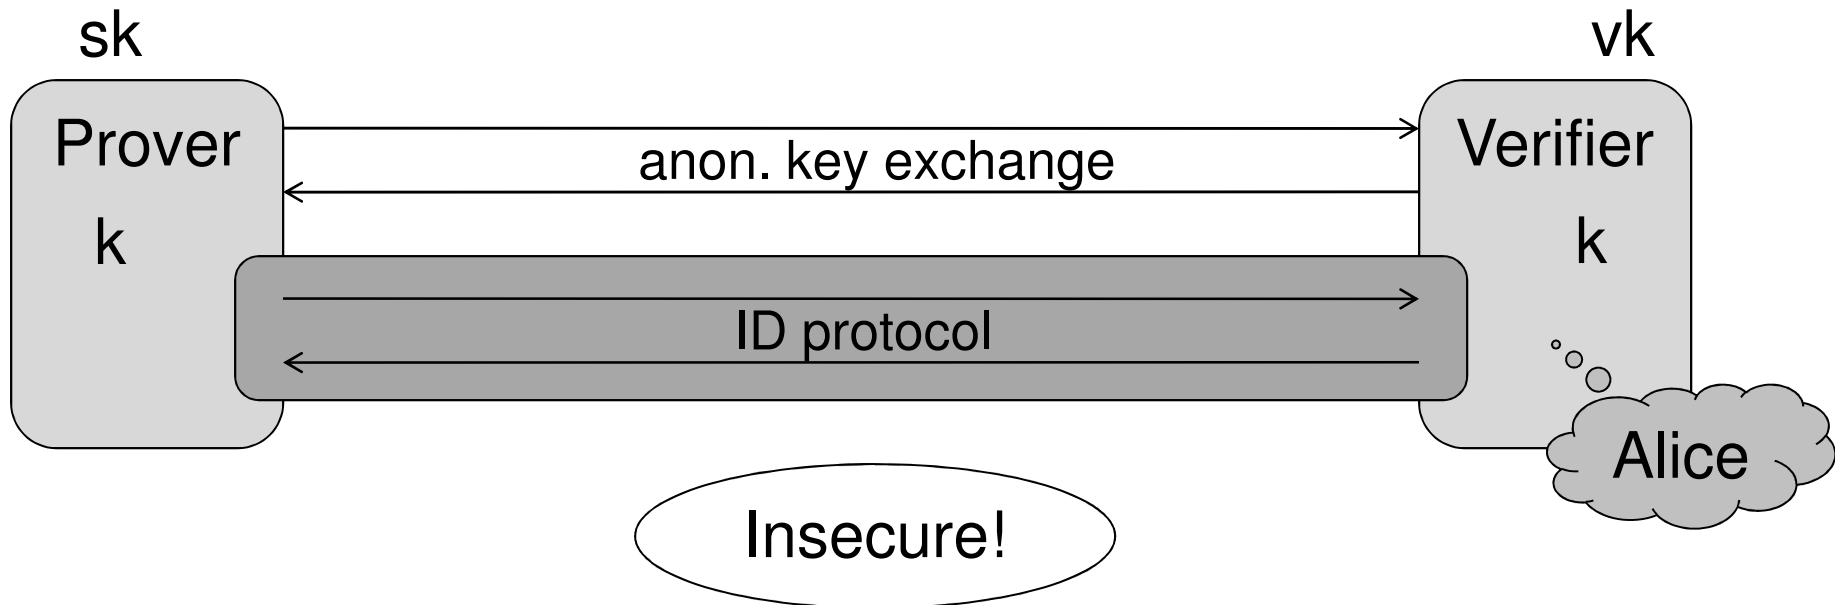 sk
vk
Prover
Verifier
anon. key exchange
k
k
ID protocol
Alice
Insecure!